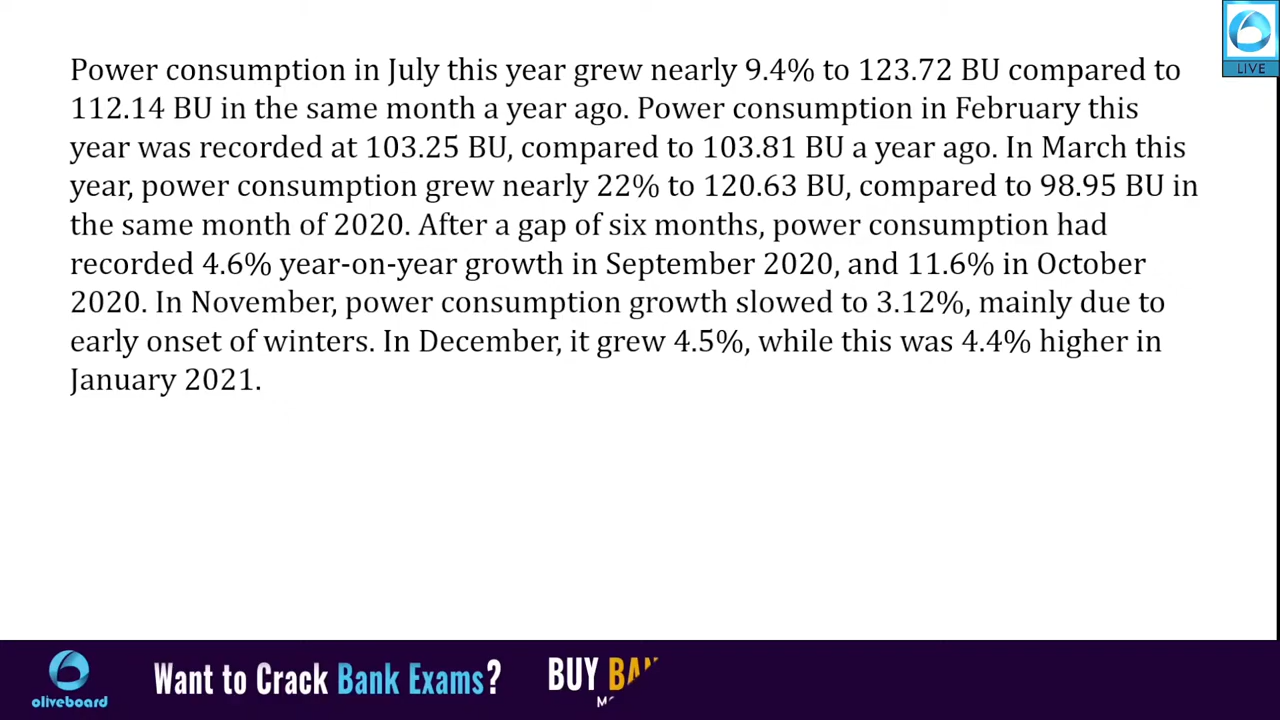 LIVE
Power consumption in July this year grew nearly 9.4% to 123.72 BU compared to
112.14 BU in the same month a year ago. Power consumption in February this
year was recorded at 103.25 BU, compared to 103.81 BU a year ago. In March this
year, power consumption grew nearly 22% to 120.63 BU, compared to 98.95 BU in
the same month of 2020. After a gap of six months, power consumption had
recorded 4.6% year-on-year growth in September 2020, and 11.6% in October
2020. In November, power consumption growth slowed to 3.12%, mainly due to
early onset of winters. In December, it grew 4.5%, while this was 4.4% higher in
January 2021.
oliveboard
Want to Crack Bank Exams?
BUY